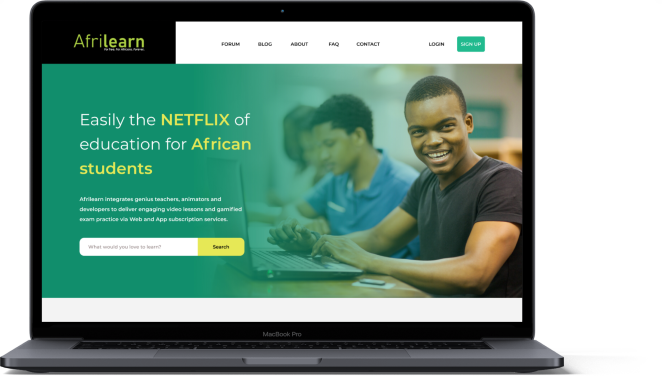 Afrilearn
FORUM BLOG ABOUT FAQ CONTACT LOGIN SIGN UP
Easily the NETFLIX of
education for African
students
Afrilearn integrates genius teachers, animators and
developers to deliver engaging video lessons and gamified
exam practice via Web and App subscription services.
What would you love to learn? Search
MacBook Pro